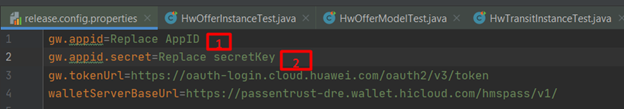 release.config.properties HwOfferInstanceTest.java HwOfferModelTest.java HwTransitInstanceTest.java
1 gw.appid=Replace AppID 1
2 gw.appid.secret=Replace secretKey 2
3 gw.tokenUrl=https://oauth-login.cloud.huawei.com/oauth2/v3/token
4 walletServerBaseUrl=https://passentrust-dre.wallet.hicloud.com/hmspass/v1/